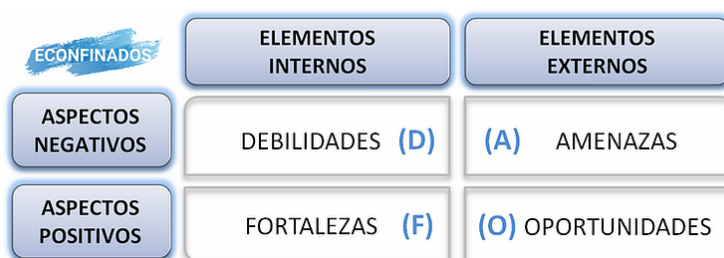 ECONFINADOS
ELEMENTOS
INTERNOS
ELEMENTOS
EXTERNOS
ASPECTOS
NEGATIVOS
DEBILIDADES (D)
(A) AMENAZAS
ASPECTOS
POSITIVOS
FORTALEZAS (F)
(O) OPORTUNIDADES